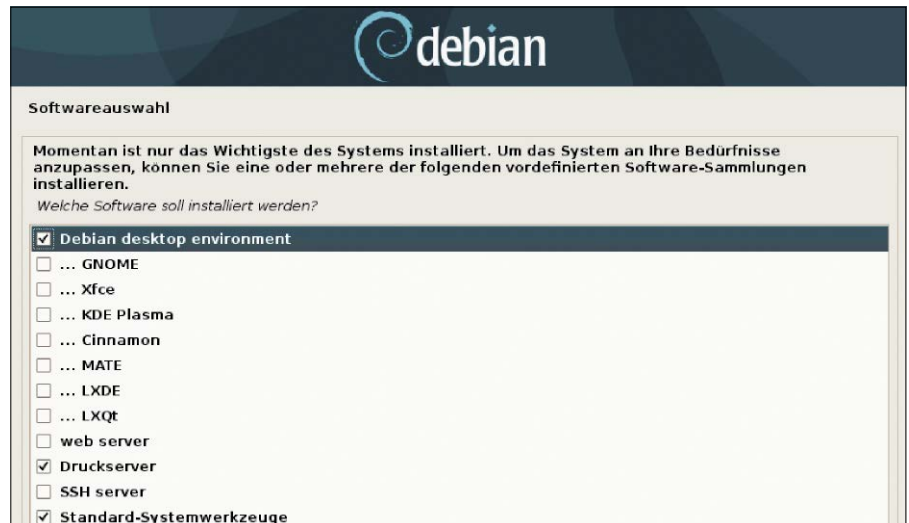 debian
Softwareauswahl
Momentan ist nur das Wichtigste des Systems installiert. Um das System an Ihre Bedürfnisse
anzupassen, können Sie eine oder mehrere der folgenden vordefinierten Software-Sammlungen
installieren.
Welche Software soll installiert werden?
Debian desktop environment
... GNOME
... Xfce
... KDE Plasma
... Cinnamon
... MATE
... LXDE
... LXQt
web server
Druckserver
SSH server
Standard-Systemwerkzeuge